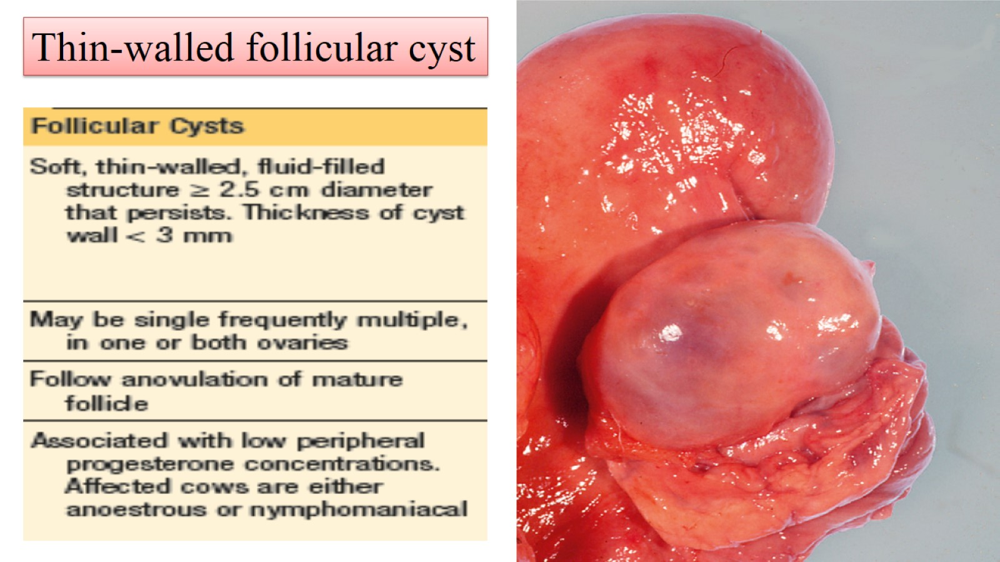 Thin-walled follicular cyst
Follicular Cysts
Soft, thin-walled, fluid-filled
structure ≥ 2.5 cm diameter
that persists. Thickness of cyst
wall < 3 mm
May be single frequently multiple,
in one or both ovaries
Follow anovulation of mature
follicle
Associated with low peripheral
progesterone concentrations.
Affected cows are either
anoestrous or nymphomaniacal